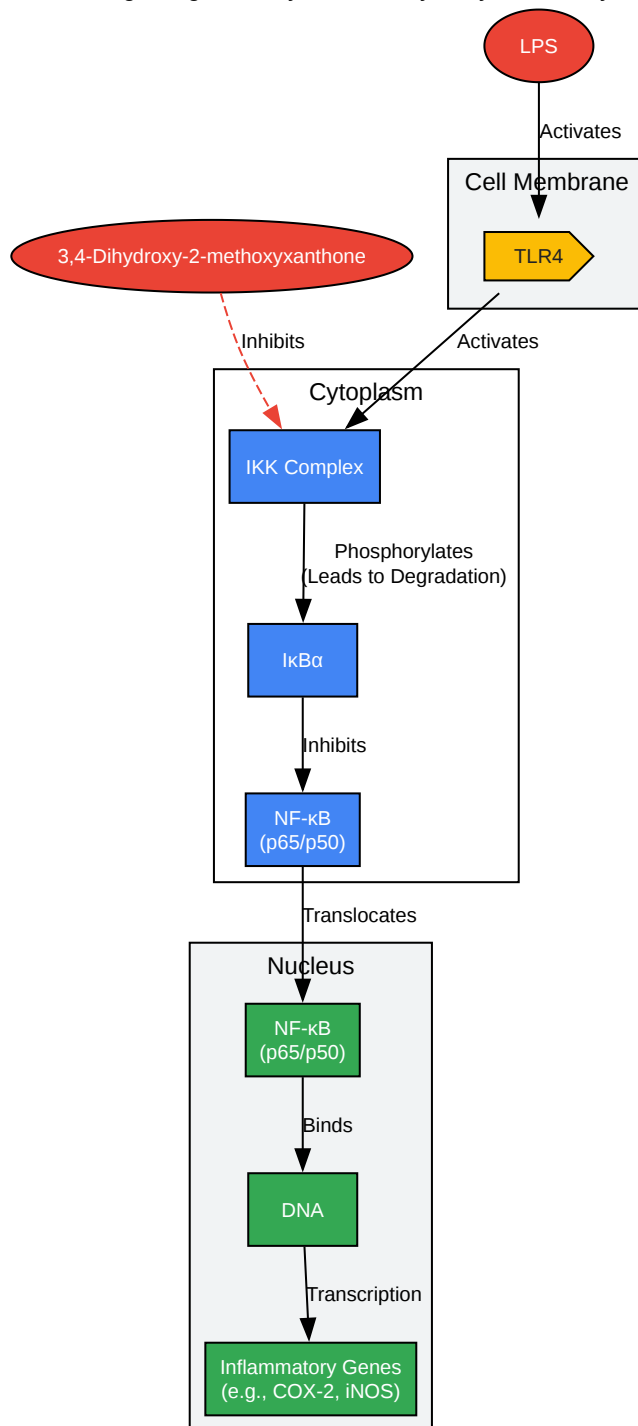 LPS
Activates
Cell Membrane
TLR4
3,4-Dihydroxy-2-methoxyxanthone
Inhibits
Activates
Cytoplasm
IKK Complex
Phosphorylates
(Leads to Degradation)
IκBα
Inhibits
NF-κB
(p65/p50)
Translocates
Nucleus
NF-κB
(p65/p50)
Binds
DNA
Transcription
Inflammatory Genes
(e.g., COX-2, iNOS)